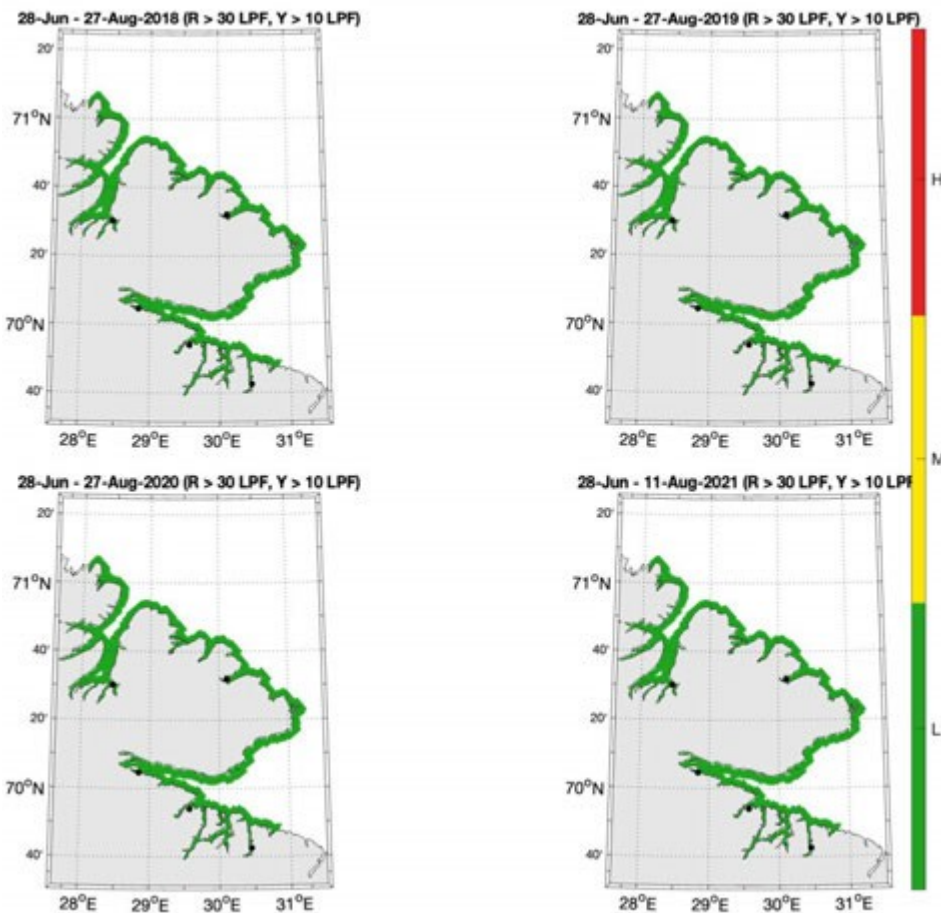 28-Jun - 27-Aug-2018 (R > 30 LPF, Y > 10 LPF)
20'
71°N
40'
20'
70°N
40'
28°E 29°E 30°E 31°E
28-Jun - 27-Aug-2019 (R > 30 LPF, Y > 10 LPF)
20'
71°N
40'
20'
70°N
40'
28°E 29°E 30°E 31°E
28-Jun - 27-Aug-2020 (R > 30 LPF, Y > 10 LPF)
20'
71°N
40'
20'
70°N
40'
28°E 29°E 30°E 31°E
28-Jun - 11-Aug-2021 (R > 30 LPF, Y > 10 LPF
20'
71°N
40'
20'
70°N
40'
28°E 29°E 30°E 31°E
H
M
L